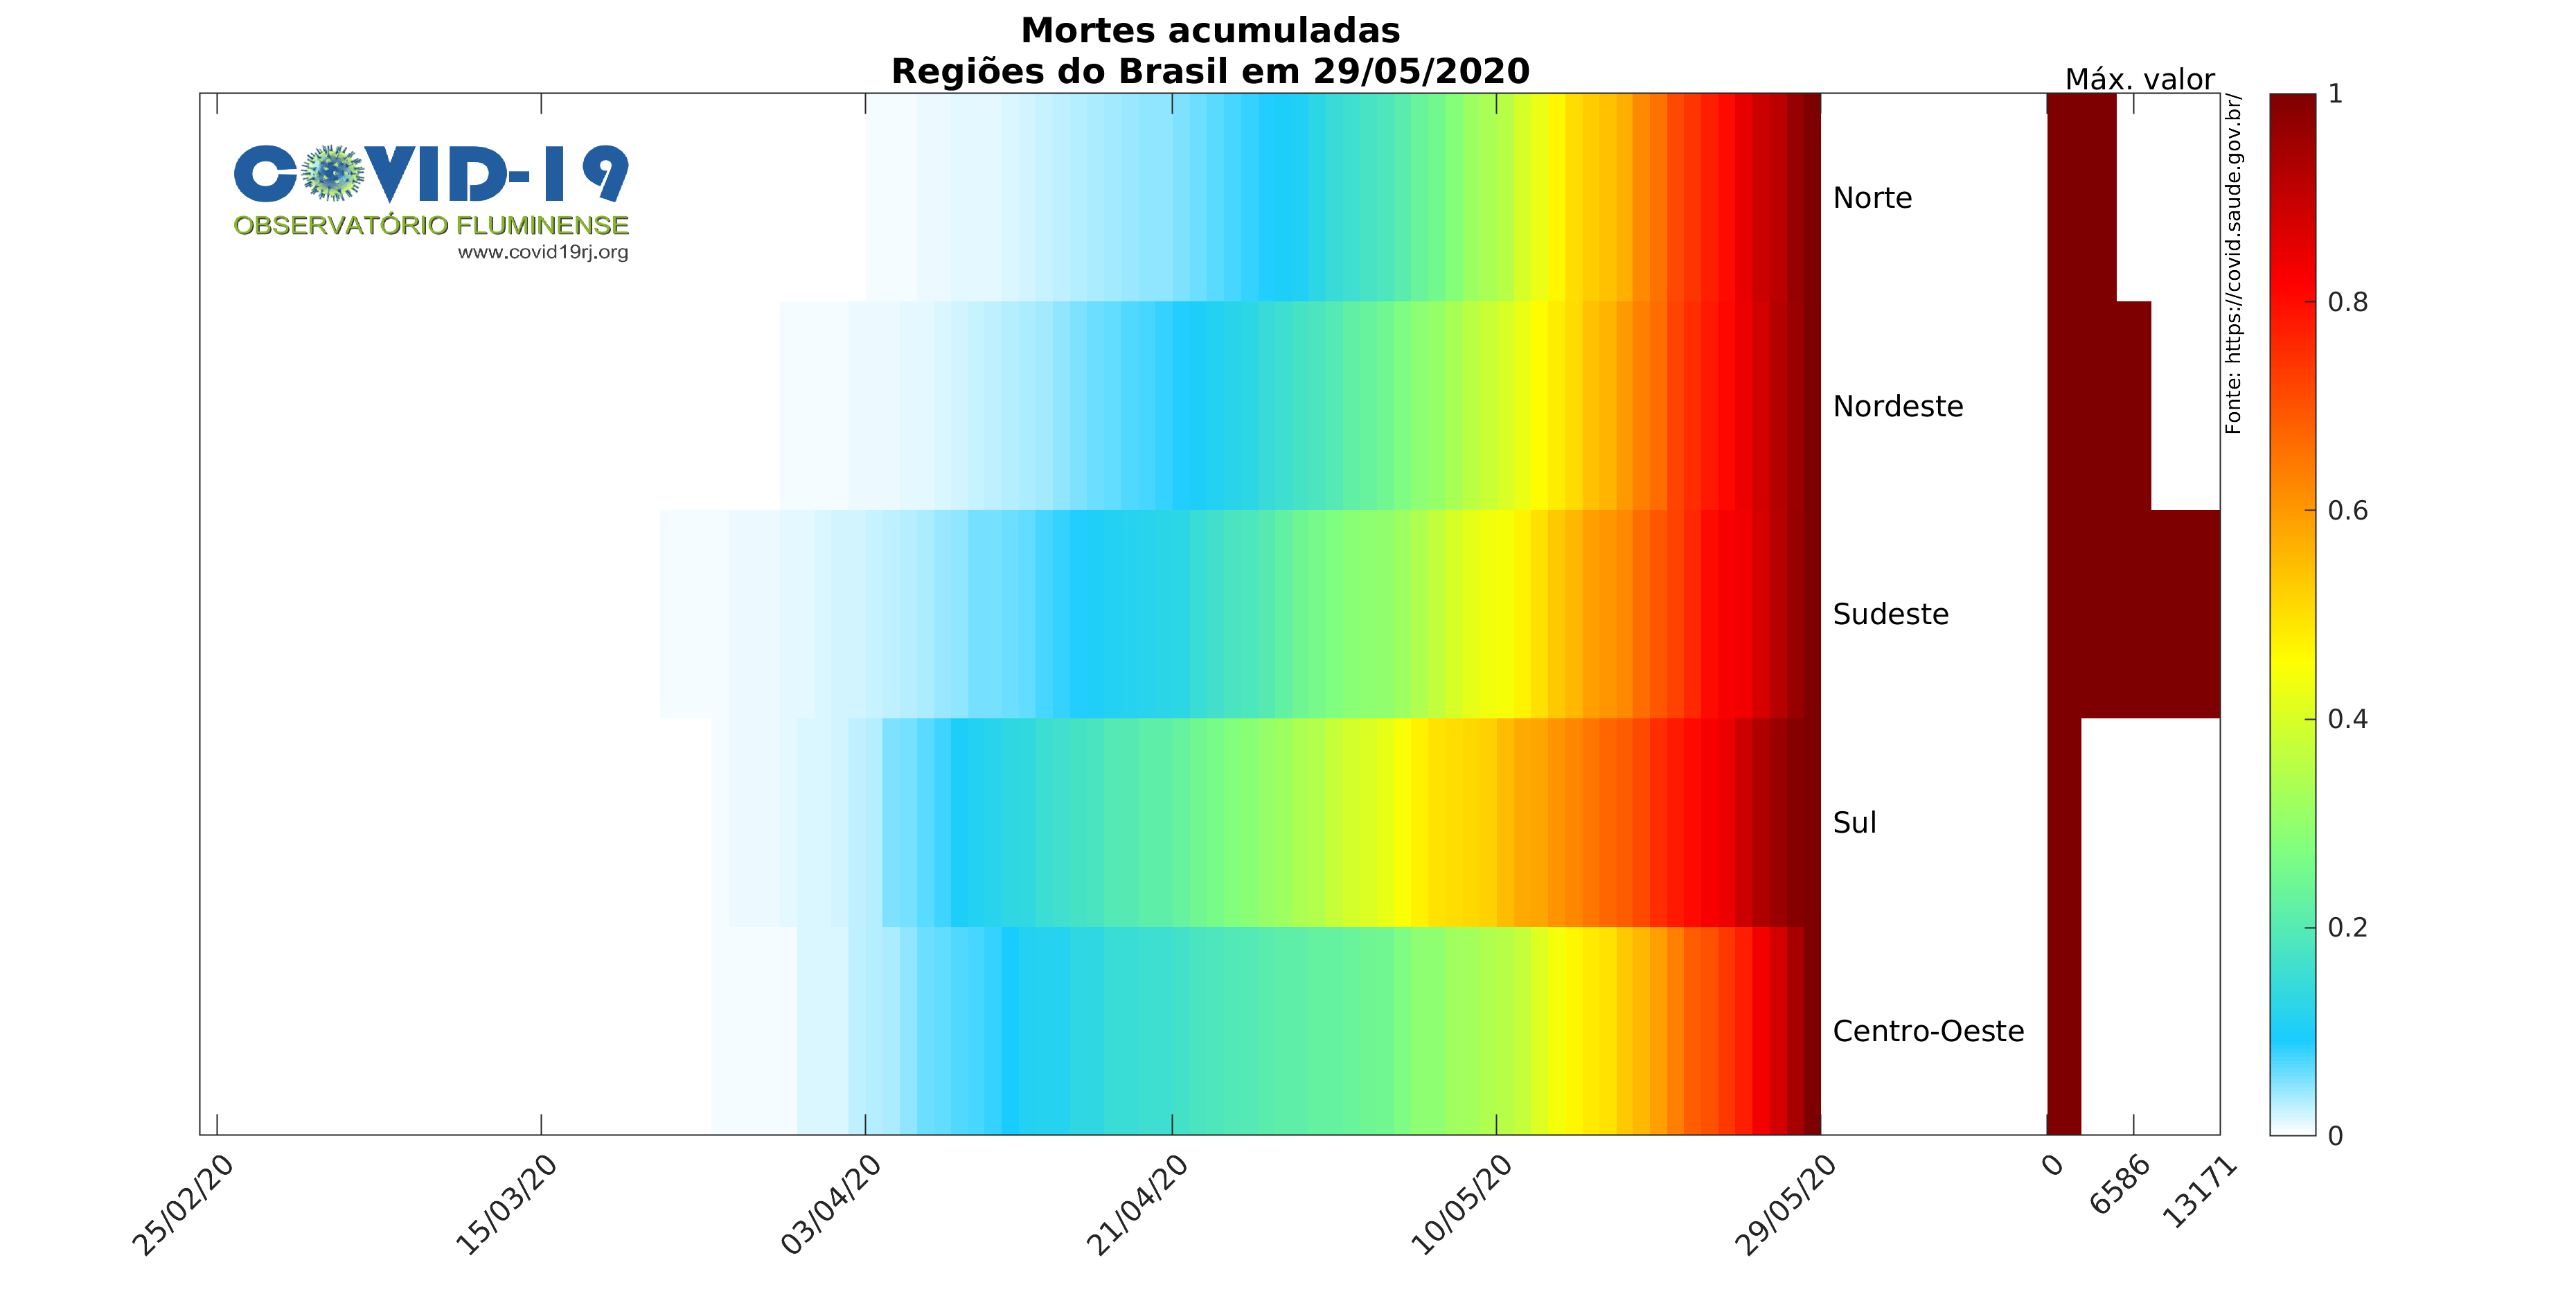 Mortes acumuladas
Regiões do Brasil em 29/05/2020
Máx. valor
COVID-19
OBSERVATÓRIO FLUMINENSE
www.covid19rj.org
Norte
Nordeste
Sudeste
Sul
Centro-Oeste
Fonte: https://covid.saude.gov.br/
1
0.8
0.6
0.4
0.2
0
25/02/20
15/03/20
03/04/20
21/04/20
10/05/20
29/05/20
0
6586
13171